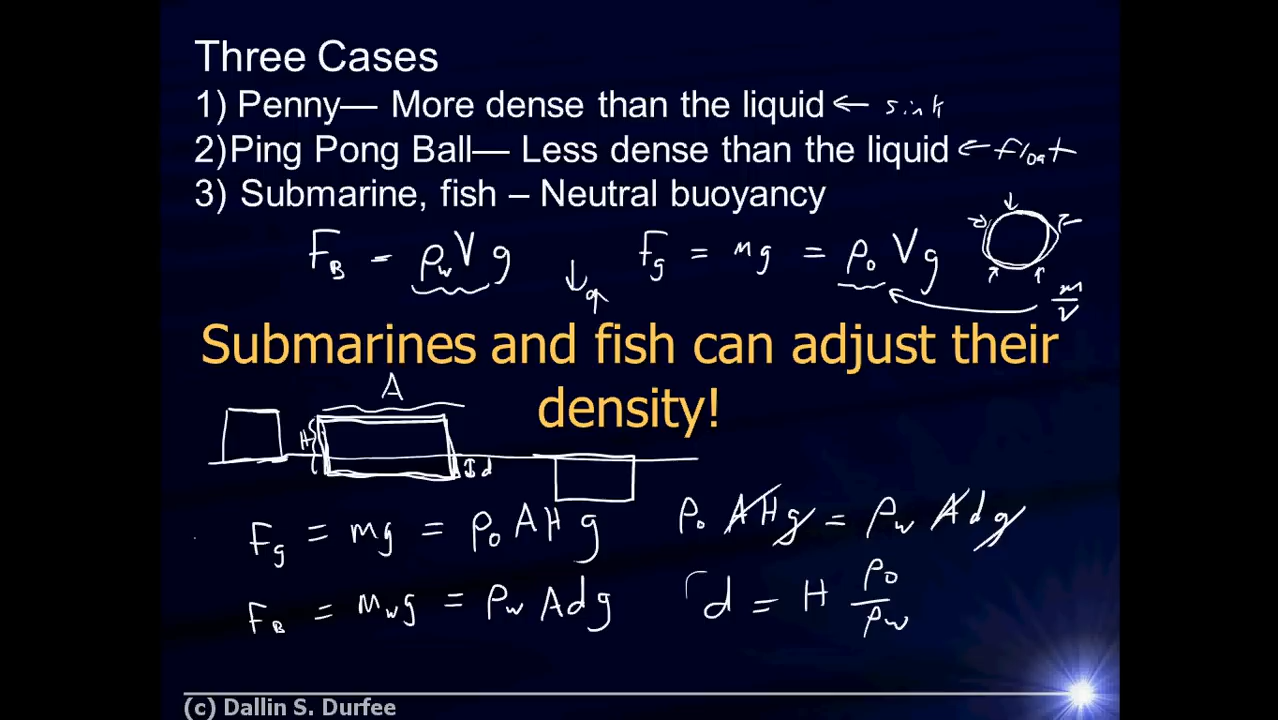 Three Cases
1) Penny— More dense than the liquid ← sink
2)Ping Pong Ball— Less dense than the liquid ← float
3) Submarine, fish – Neutral buoyancy
F_B = ρ_w V g F_g = mg = ρ_o V g
m/V
Submarines and fish can adjust their
density!
A
H
d
F_g = mg = ρ_o A H g ρ_o A H g = ρ_w A d g
F_B = m_w g = ρ_w A d g d = H ρ_o/ρ_w
(c) Dallin S. Durfee